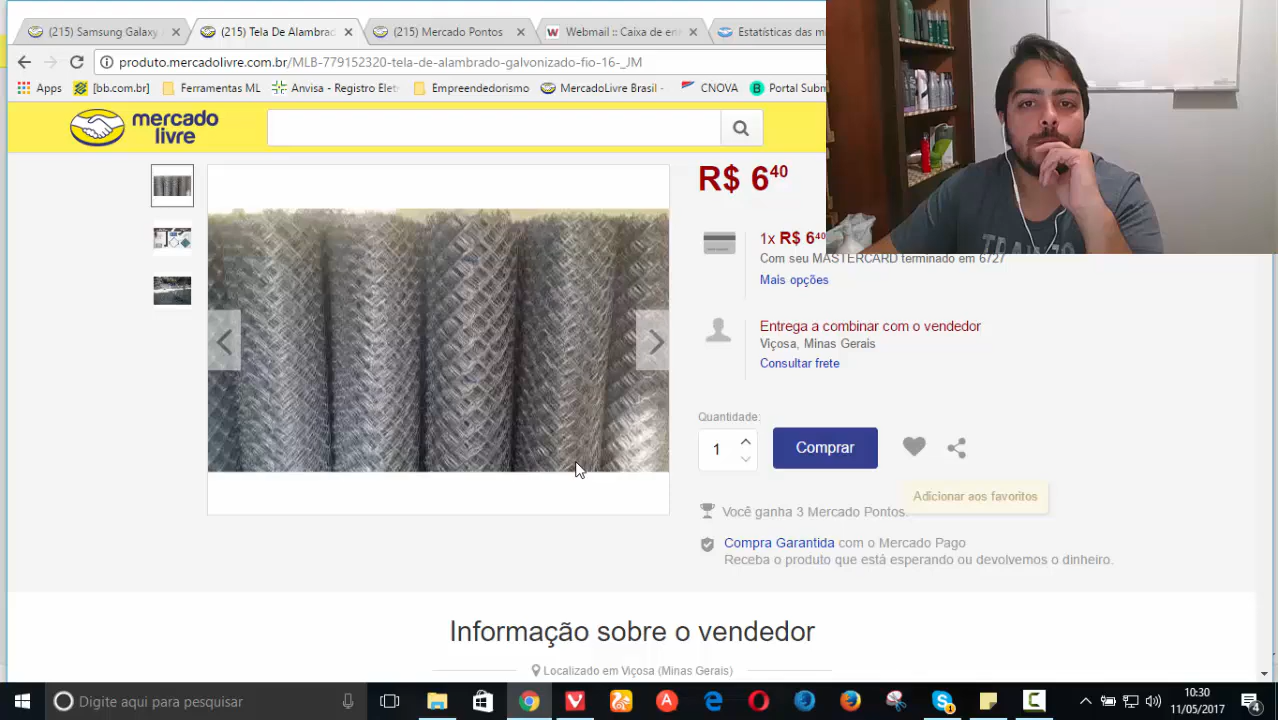 (215) Samsung Galaxy
(215) Tela De Alambrad
(215) Mercado Pontos
Webmail :: Caixa de en
Estatísticas das mi
produto.mercadolivre.com.br/MLB-779152320-tela-de-alambrado-galvonizado-fio-16-_JM
Apps
[bb.com.br]
Ferramentas ML
Anvisa - Registro Elet
Empreendedorismo
MercadoLivre Brasil -
CNOVA
Portal Subm
mercado
livre
R$ 6⁴⁰
1x R$ 6⁴⁰
Com seu MASTERCARD terminado em 6727
Mais opções
Entrega a combinar com o vendedor
Viçosa, Minas Gerais
Consultar frete
Quantidade:
1
Comprar
Adicionar aos favoritos
Você ganha 3 Mercado Pontos.
Compra Garantida com o Mercado Pago
Receba o produto que está esperando ou devolvemos o dinheiro.
Informação sobre o vendedor
Localizado em Viçosa (Minas Gerais)
Digite aqui para pesquisar
10:30
11/05/2017